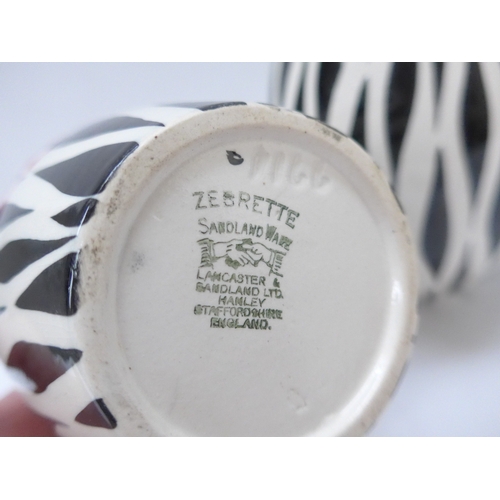 ZEBRETTE
SANDLAND WARE
LANCASTER &
SANDLAND LTD.
HANLEY
STAFFORDSHIRE
ENGLAND.